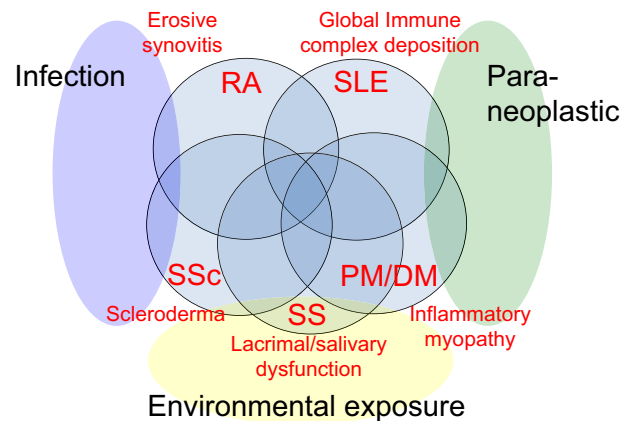 Erosive
synovitis
Global Immune
complex deposition
Infection
RA
SLE
Para-
neoplastic
SSc
PM/DM
Scleroderma
SS
Inflammatory
myopathy
Lacrimal/salivary
dysfunction
Environmental exposure